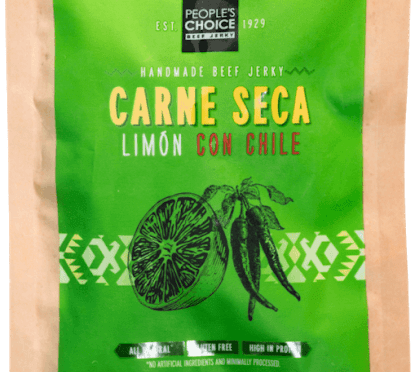 PEOPLE'S
EST. CHOICE 1929
BEEF JERKY
HANDMADE BEEF JERKY
CARNE SECA
LIMÓN CON CHILE
ALL NATURAL* GLUTEN FREE HIGH IN PROTEIN
*NO ARTIFICIAL INGREDIENTS AND MINIMALLY PROCESSED